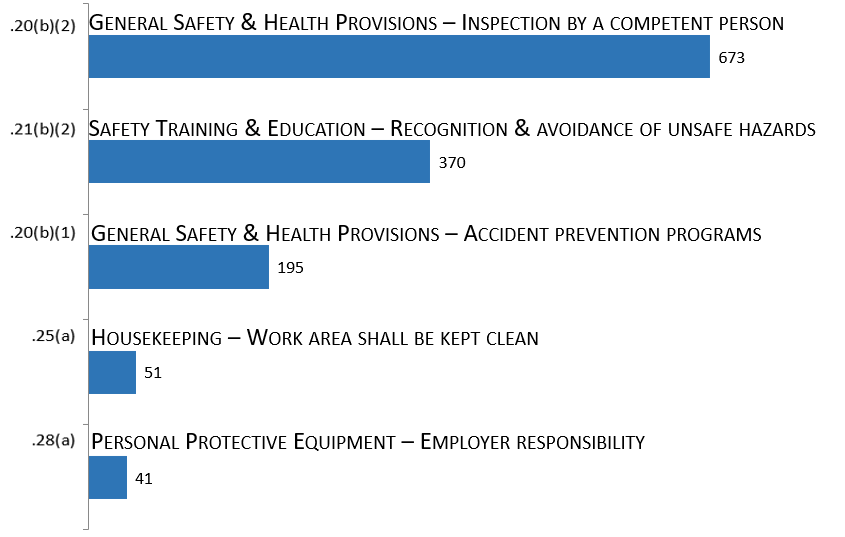 .20(b)(2) General Safety & Health Provisions – Inspection by a competent person
673
.21(b)(2) Safety Training & Education – Recognition & avoidance of unsafe hazards
370
.20(b)(1) General Safety & Health Provisions – Accident prevention programs
195
.25(a) Housekeeping – Work area shall be kept clean
51
.28(a) Personal Protective Equipment – Employer responsibility
41